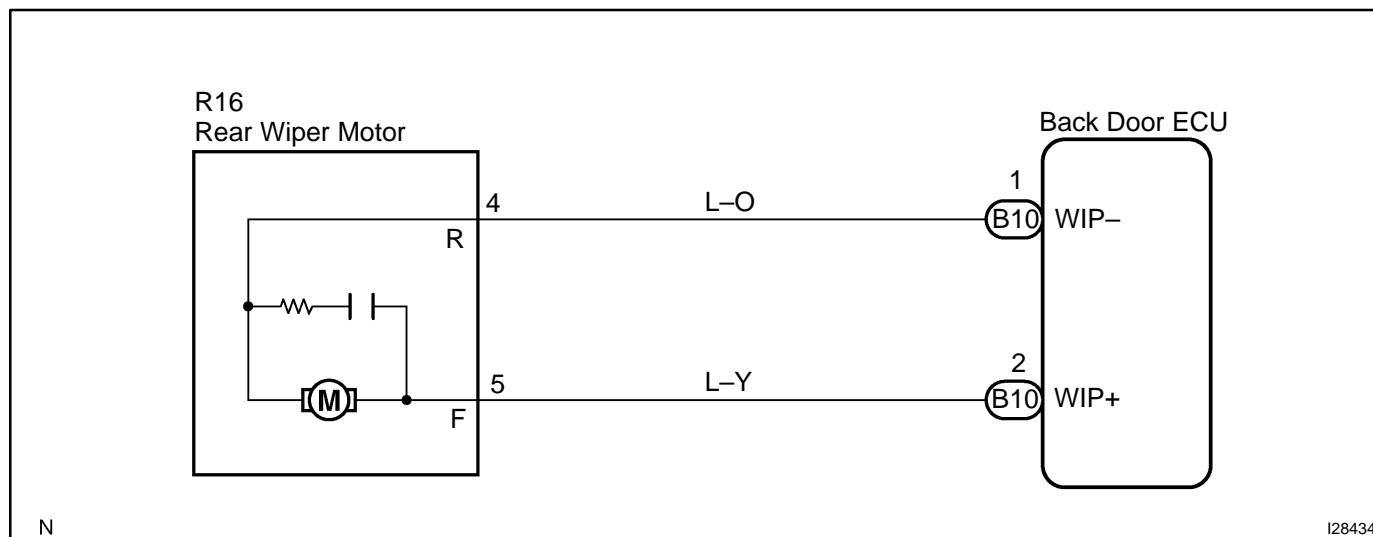 R16
Rear Wiper Motor
Back Door ECU
4
L–O
1
R
B10
WIP–
M
5
L–Y
2
F
B10
WIP+
N
I28434